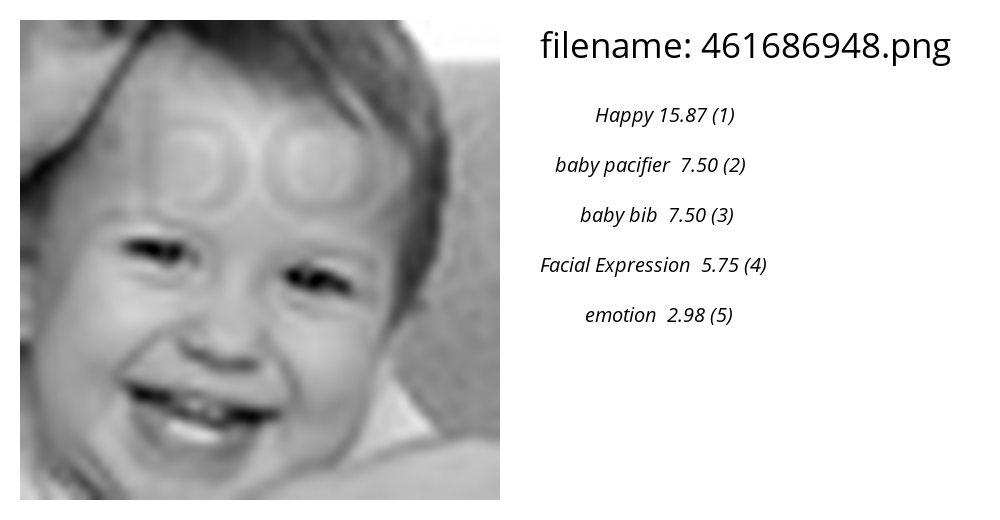 filename: 461686948.png
Happy 15.87 (1)
baby pacifier 7.50 (2)
baby bib 7.50 (3)
Facial Expression 5.75 (4)
emotion 2.98 (5)